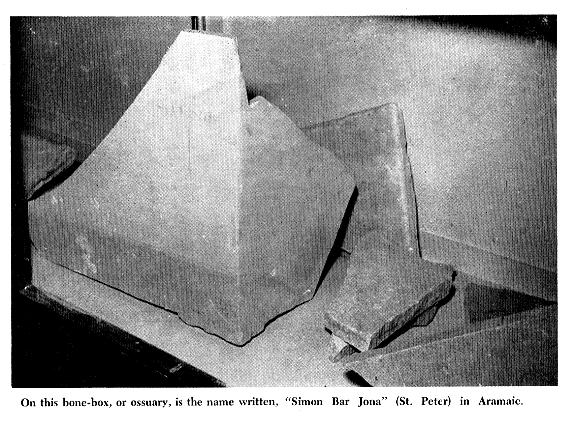 On this bone-box, or ossuary, is the name written, “Simon Bar Jona” (St. Peter) in Aramaic.